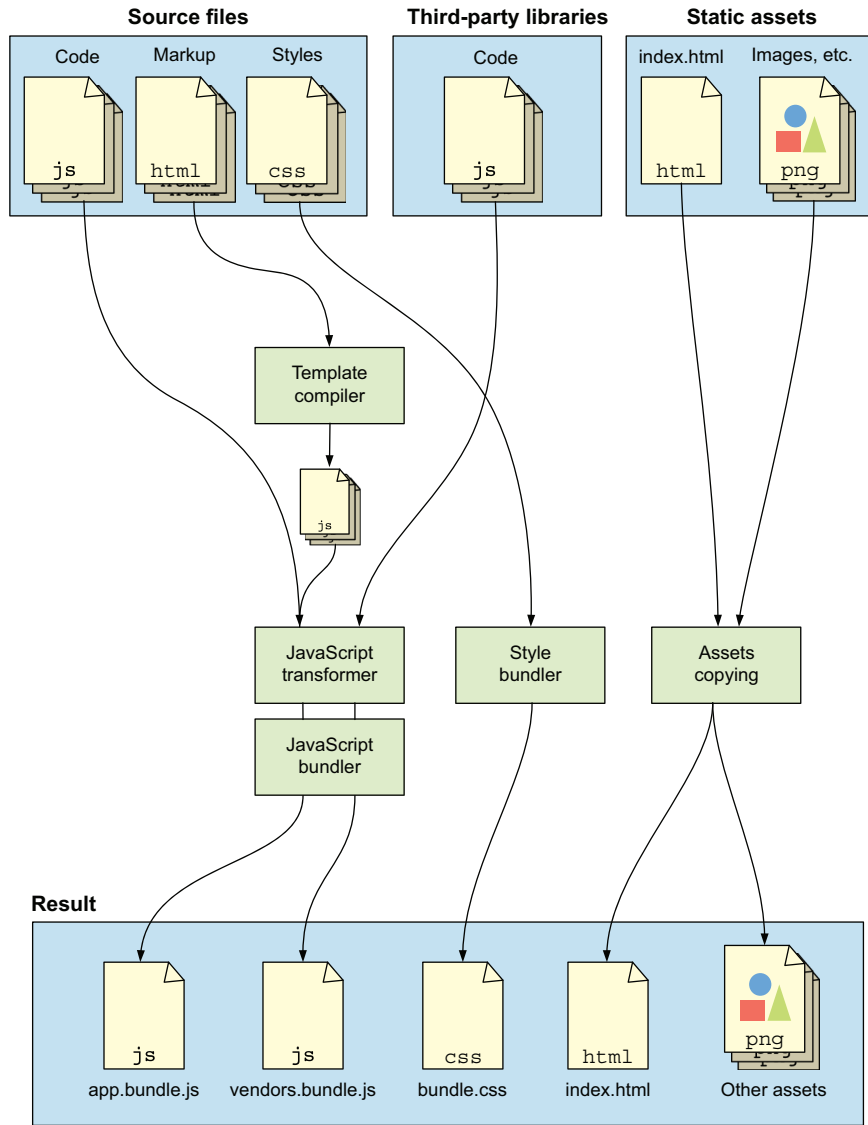 Source files
Third-party libraries
Static assets
Code
Markup
Styles
Code
index.html
Images, etc.
js
html
css
js
html
png
Template
compiler
js
JavaScript
transformer
Style
bundler
Assets
copying
JavaScript
bundler
Result
js
js
css
html
png
app.bundle.js
vendors.bundle.js
bundle.css
index.html
Other assets